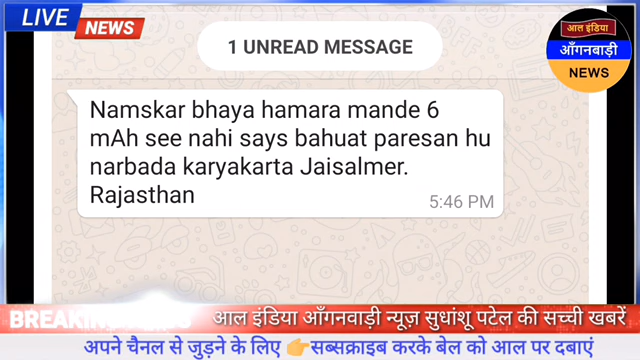 LIVE
NEWS
1 UNREAD MESSAGE
आल इंडिया
आँगनबाड़ी
NEWS
Namskar bhaya hamara mande 6
mAh see nahi says bahuat paresan hu
narbada karyakarta Jaisalmer.
Rajasthan
5:46 PM
आल इंडिया आँगनवाड़ी न्यूज़ सुधांशू पटेल की सच्ची खबरें
अपने चैनल से जुड़ने के लिए 👉सब्सक्राइब करके बेल को आल पर दबाएं